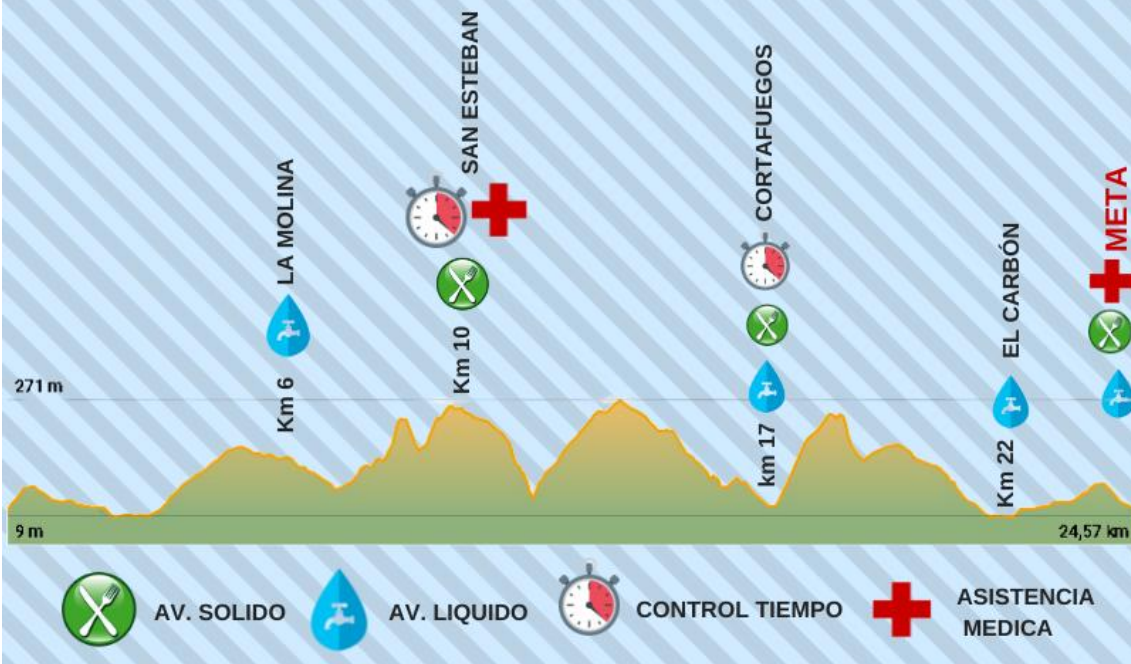 SAN ESTEBAN
CORTAFUEGOS
LA MOLINA
META
EL CARBÓN
Km 10
271 m
Km 6
km 17
Km 22
9 m
24,57 km
AV. SOLIDO
AV. LIQUIDO
CONTROL TIEMPO
ASISTENCIA
MEDICA